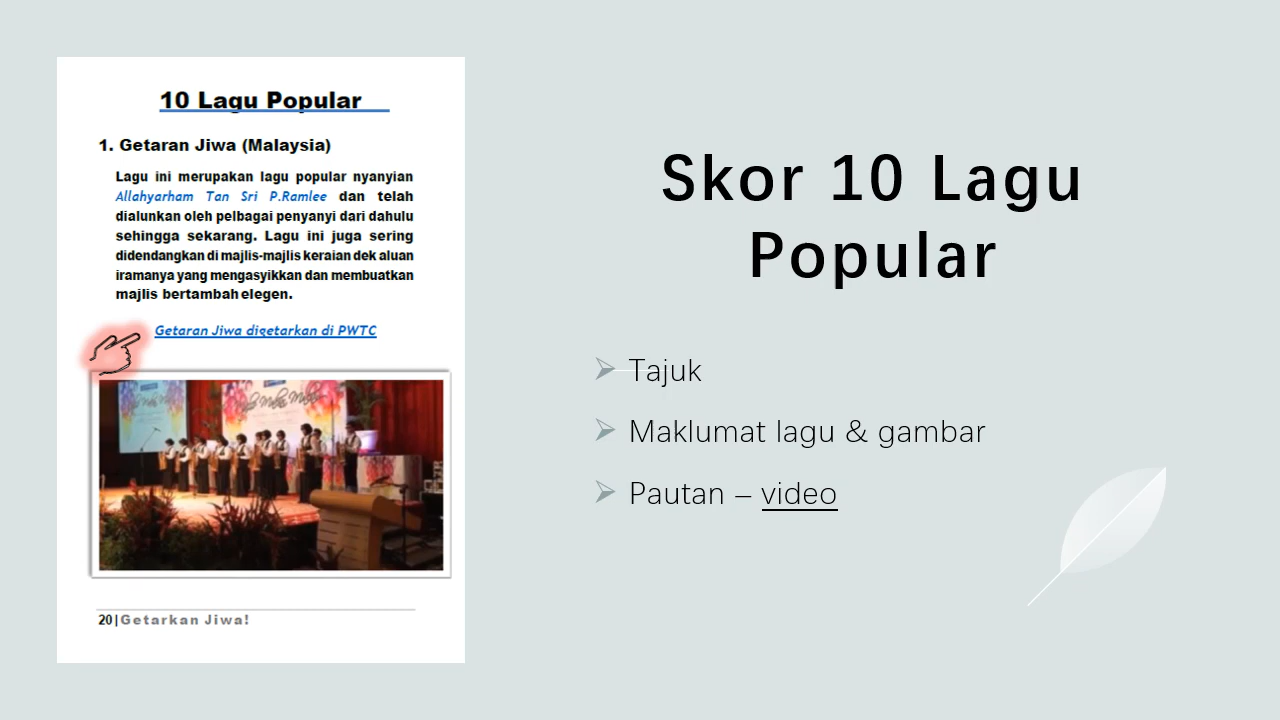 10 Lagu Popular
1. Getaran Jiwa (Malaysia)
Lagu ini merupakan lagu popular nyanyian
Allahyarham Tan Sri P.Ramlee dan telah
dialunkan oleh pelbagai penyanyi dari dahulu
sehingga sekarang. Lagu ini juga sering
didendangkan di majlis-majlis keraian dek aluan
iramanya yang mengasyikkan dan membuatkan
majlis bertambah elegen.
Getaran Jiwa digetarkan di PWTC
20|Getarkan Jiwa!
Skor 10 Lagu
Popular
Tajuk
Maklumat lagu & gambar
Pautan – video